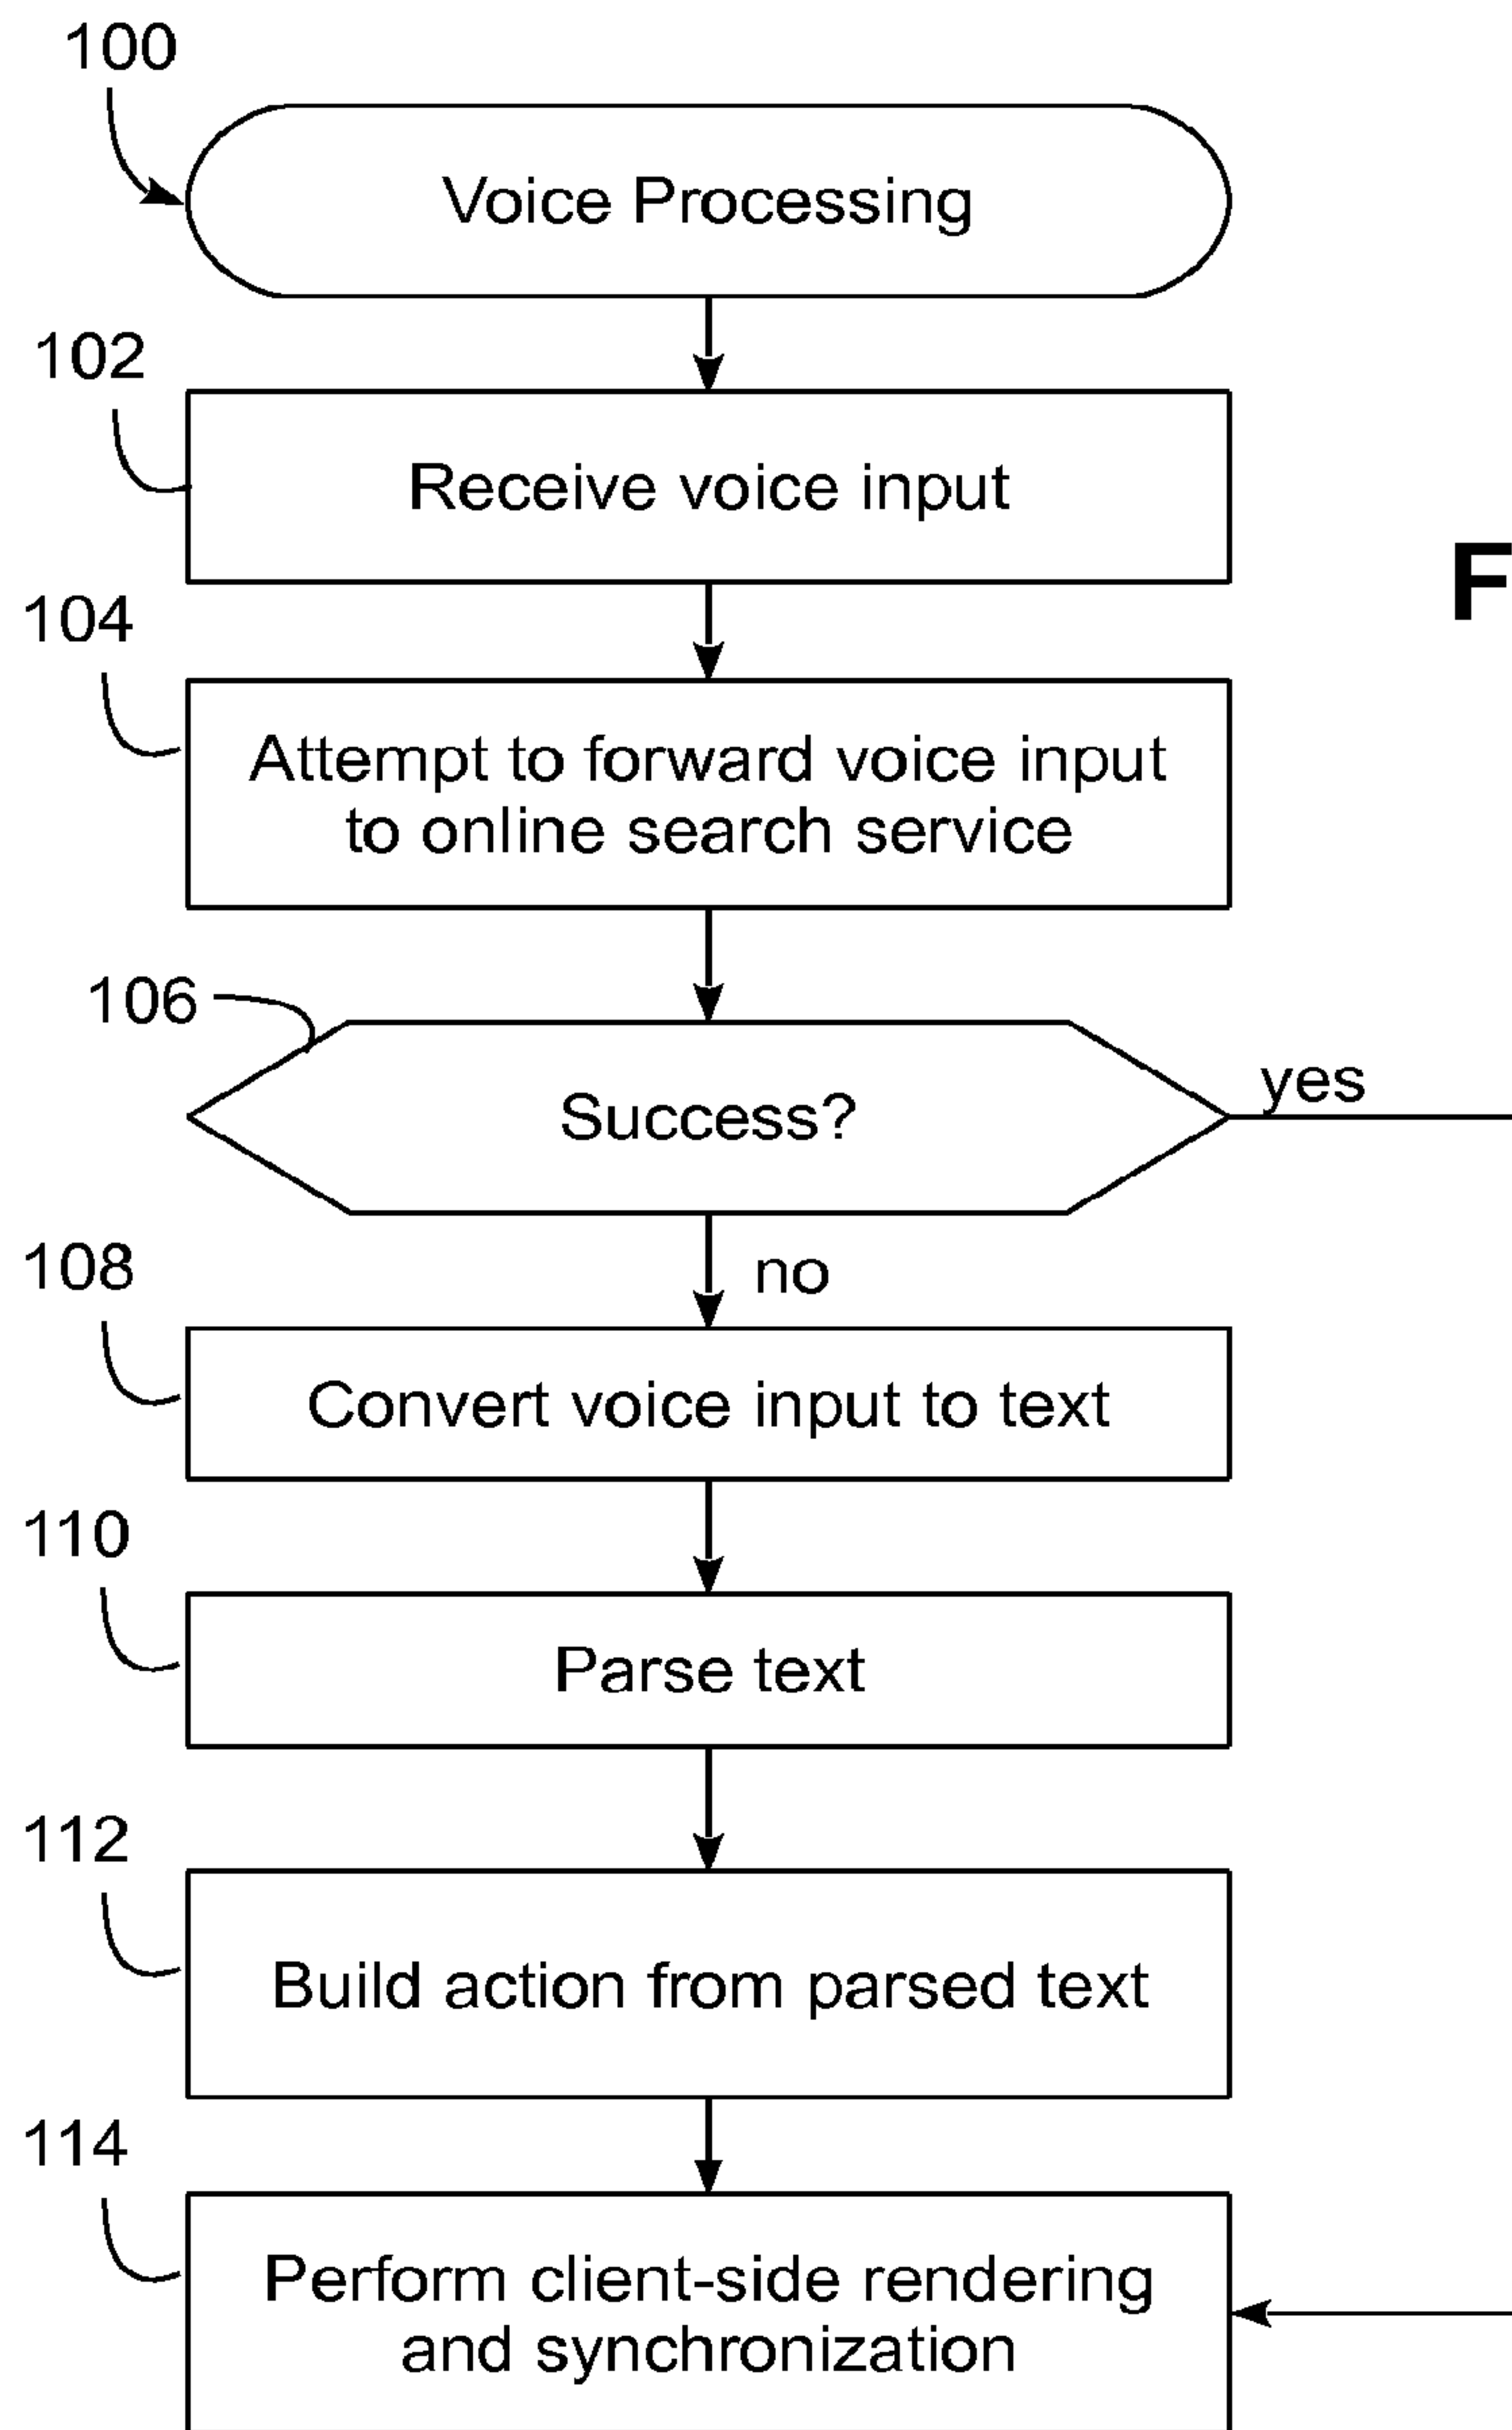 100
Voice Processing
102
Receive voice input
F
104
Attempt to forward voice input
to online search service
106
Success?
yes
no
108
Convert voice input to text
110
Parse text
112
Build action from parsed text
114
Perform client-side rendering
and synchronization